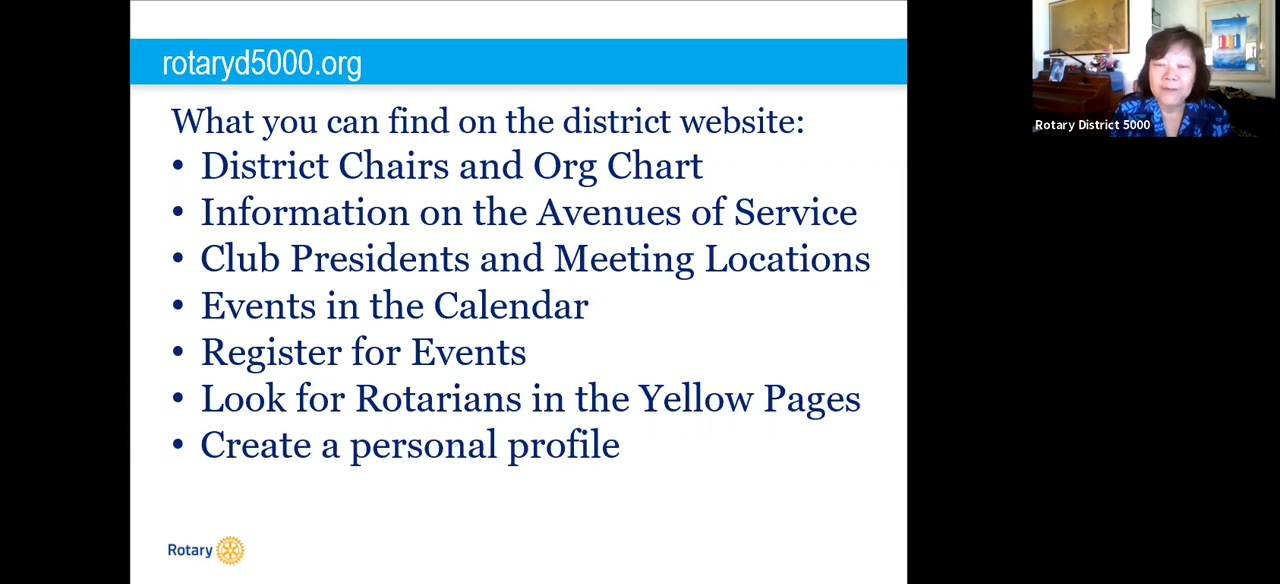 rotaryd5000.org
What you can find on the district website:
• District Chairs and Org Chart
• Information on the Avenues of Service
• Club Presidents and Meeting Locations
• Events in the Calendar
• Register for Events
• Look for Rotarians in the Yellow Pages
• Create a personal profile
Rotary
Rotary District 5000